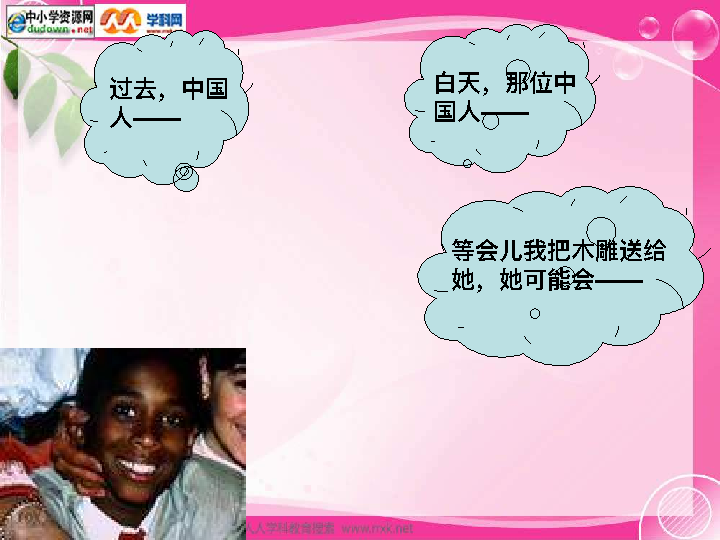 中小学资源网
dudown.net
学科网
过去，中国
人——
白天，那位中
国人——
等会儿我把木雕送给
她，她可能会——
人人学科教育搜索 www.rrxk.net